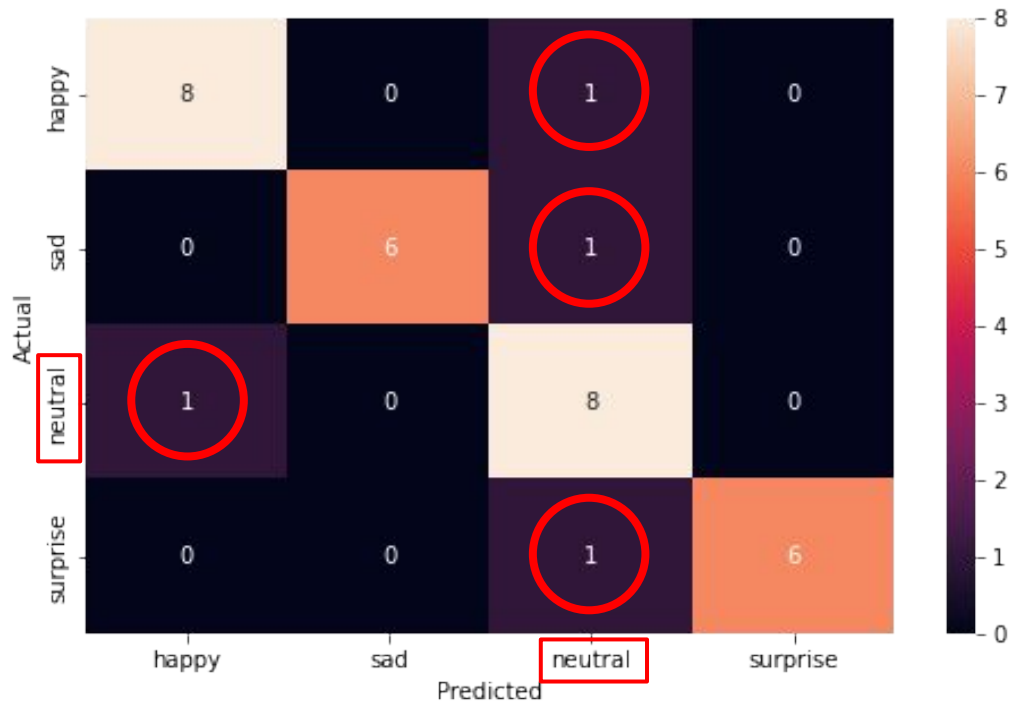 happy 8 0 1 0
sad 0 6 1 0
neutral 1 0 8 0
surprise 0 0 1 6
Actual
happy sad neutral surprise
Predicted
8
7
6
5
4
3
2
1
0